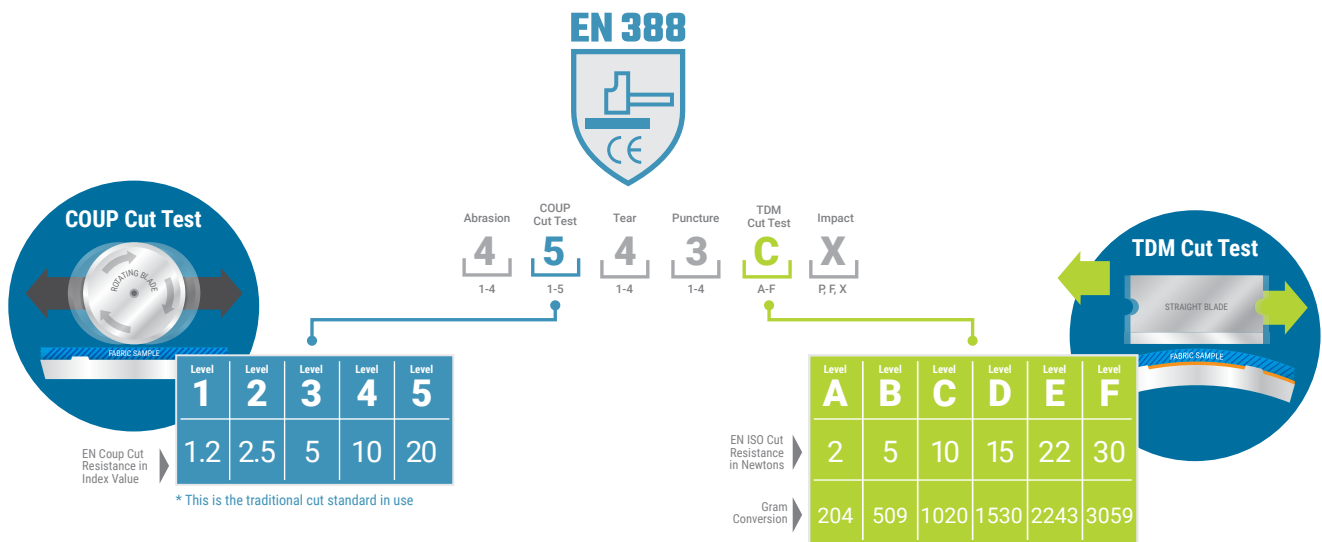 EN 388
CE
COUP Cut Test
ROTATING BLADE
FABRIC SAMPLE
Abrasion
4
1-4
COUP
Cut Test
5
1-5
Tear
4
1-4
Puncture
3
1-4
TDM
Cut Test
C
A-F
Impact
X
P, F, X
TDM Cut Test
STRAIGHT BLADE
FABRIC SAMPLE
Level Level Level Level Level
1 2 3 4 5
EN Coup Cut
Resistance in
Index Value
1.2 2.5 5 10 20
* This is the traditional cut standard in use
Level Level Level Level Level Level
A B C D E F
EN ISO Cut
Resistance
in Newtons
2 5 10 15 22 30
Gram
Conversion
204 509 1020 1530 2243 3059